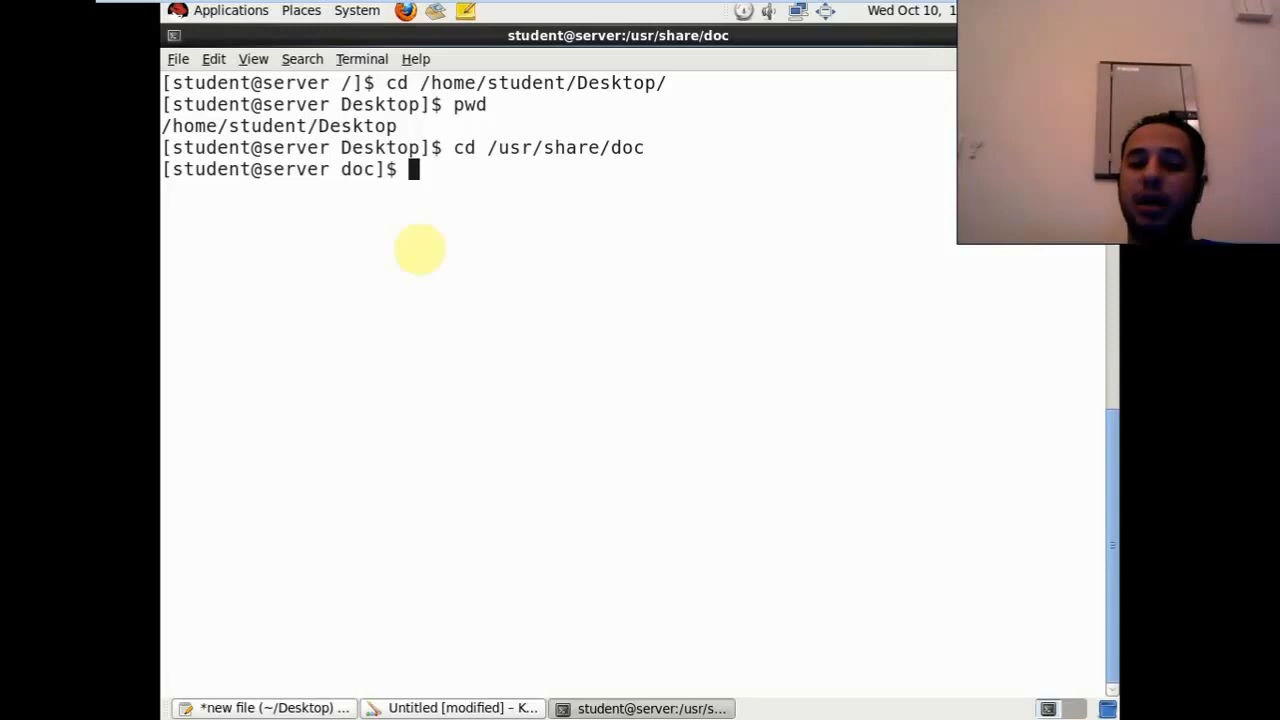 Applications Places System
Wed Oct 10, 1
student@server:/usr/share/doc
File Edit View Search Terminal Help
[student@server /]$ cd /home/student/Desktop/
[student@server Desktop]$ pwd
/home/student/Desktop
[student@server Desktop]$ cd /usr/share/doc
[student@server doc]$
*new file (~/Desktop) ...
Untitled [modified] – K...
student@server:/usr/s...